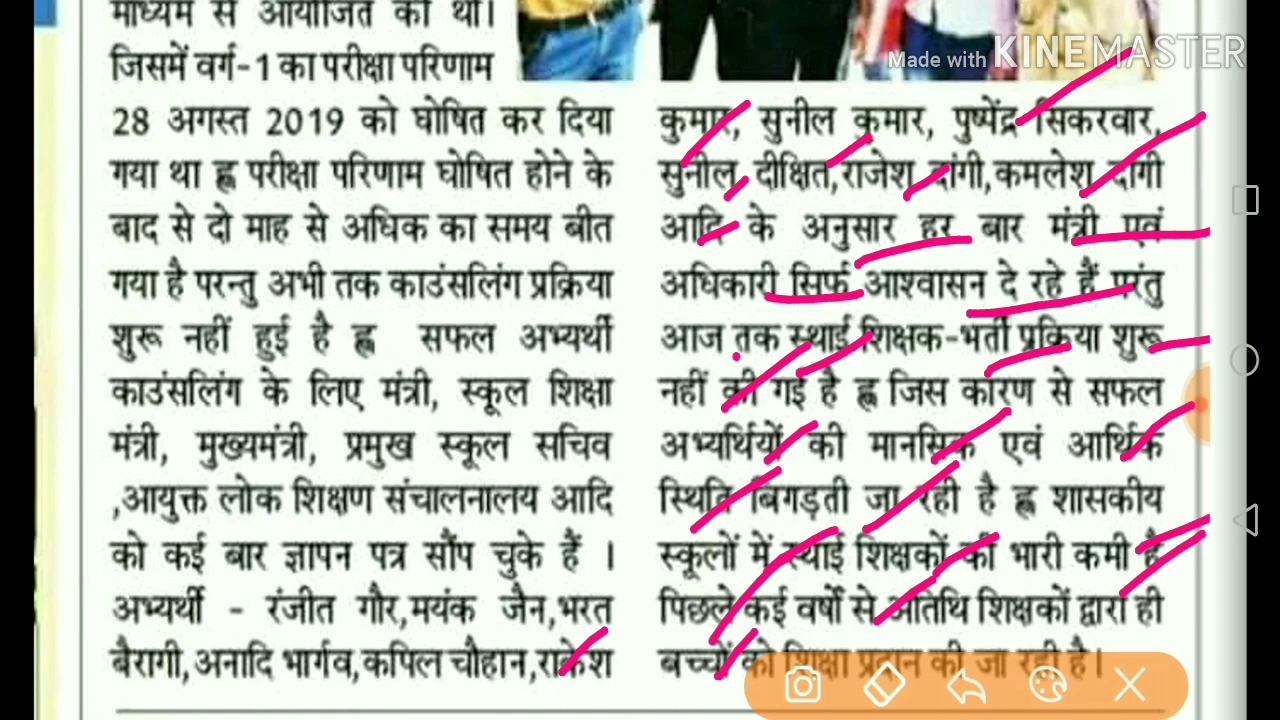 माध्यम से आयोजित की थी।
जिसमें वर्ग-1 का परीक्षा परिणाम
28 अगस्त 2019 को घोषित कर दिया
गया था ह्ल परीक्षा परिणाम घोषित होने के
बाद से दो माह से अधिक का समय बीत
गया है परन्तु अभी तक काउंसलिंग प्रक्रिया
शुरू नहीं हुई है ह्ल सफल अभ्यर्थी
काउंसलिंग के लिए मंत्री, स्कूल शिक्षा
मंत्री, मुख्यमंत्री, प्रमुख स्कूल सचिव
,आयुक्त लोक शिक्षण संचालनालय आदि
को कई बार ज्ञापन पत्र सौंप चुके हैं ।
अभ्यर्थी - रंजीत गौर,मयंक जैन,भरत
बैरागी,अनादि भार्गव,कपिल चौहान,राकेश
कुमार, सुनील कुमार, पुष्पेंद्र सिकरवार,
सुनील दीक्षित,राजेश दांगी,कमलेश दांगी
आदि के अनुसार हर बार मंत्री एवं
अधिकारी सिर्फ आश्वासन दे रहे हैं परंतु
आज तक स्थाई शिक्षक-भर्ती प्रक्रिया शुरू
नहीं की गई है ह्ल जिस कारण से सफल
अभ्यर्थियों की मानसिक एवं आर्थिक
स्थिति बिगड़ती जा रही है ह्ल शासकीय
स्कूलों में स्थाई शिक्षकों की भारी कमी है
पिछले कई वर्षों से अतिथि शिक्षकों द्वारा ही
बच्चों को शिक्षा प्रदान की जा रही है।
Made with KINEMASTER